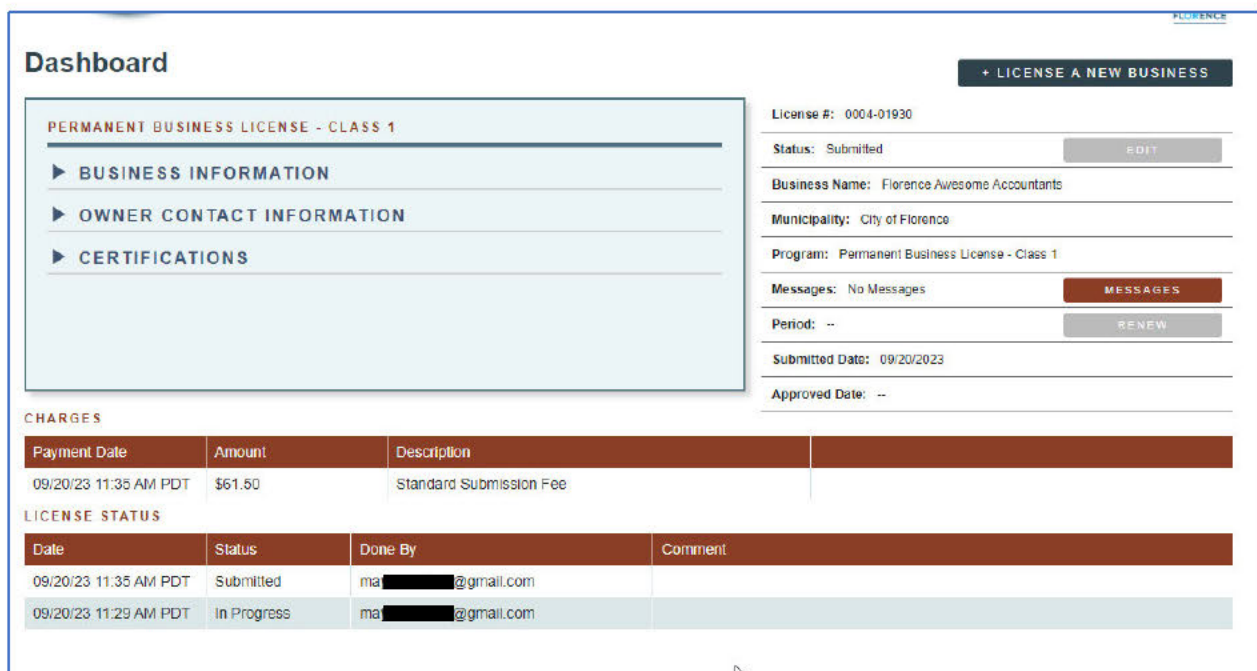 FLORENCE
Dashboard
+ LICENSE A NEW BUSINESS
PERMANENT BUSINESS LICENSE - CLASS 1
BUSINESS INFORMATION
OWNER CONTACT INFORMATION
CERTIFICATIONS
License #: 0004-01930
Status: Submitted EDIT
Business Name: Florence Awesome Accountants
Municipality: City of Florence
Program: Permanent Business License - Class 1
Messages: No Messages MESSAGES
Period: -- RENEW
Submitted Date: 09/20/2023
Approved Date: --
CHARGES
Payment Date Amount Description
09/20/23 11:35 AM PDT $61.50 Standard Submission Fee
LICENSE STATUS
Date Status Done By Comment
09/20/23 11:35 AM PDT Submitted @gmail.com
09/20/23 11:29 AM PDT In Progress @gmail.com